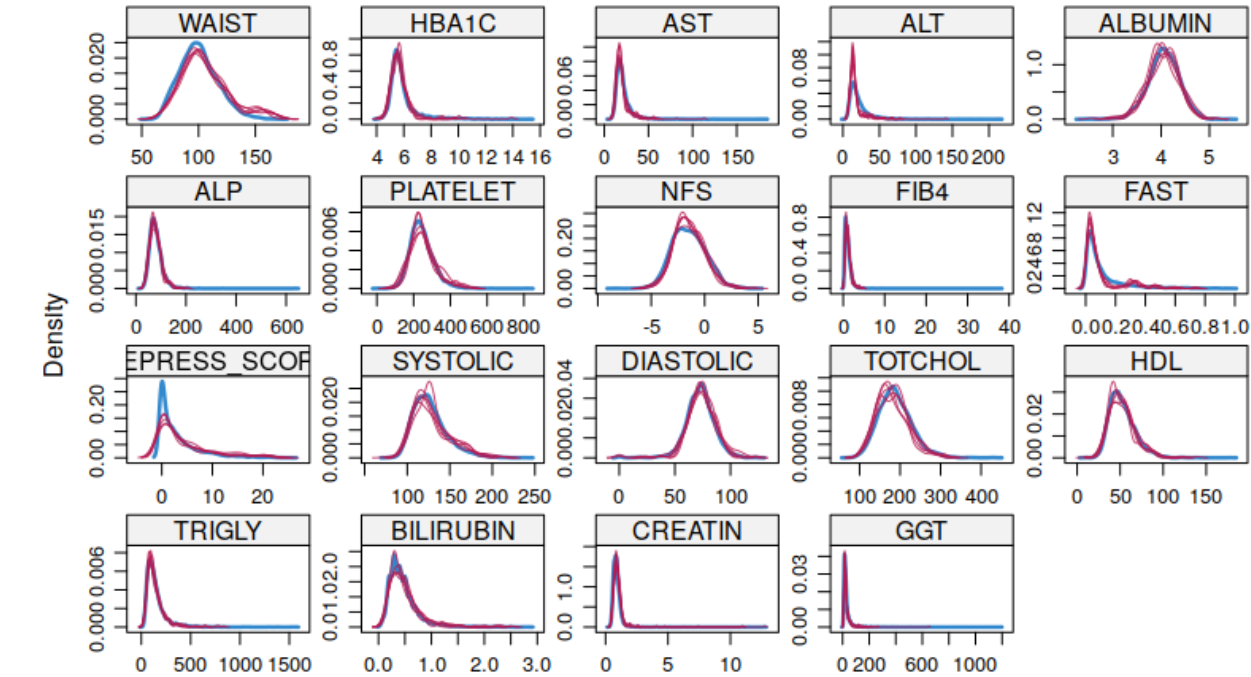 WAIST HBA1C AST ALT ALBUMIN
0.000 0.020 0.0 0.4 0.8 0.00 0.06 0.00 0.08 0.0 1.0
50 100 150 4 6 8 10 12 14 16 0 50 100 150 0 50 100 150 200 3 4 5
ALP PLATELET NFS FIB4 FAST
0.000 0.015 0.000 0.006 0.00 0.20 0.0 0.4 0.8 0 2 4 6 8 12
0 200 400 600 0 200 400 600 800 -5 0 5 0 10 20 30 40 0.0 0.2 0.4 0.6 0.8 1.0
Density
EPRESS_SCOR SYSTOLIC DIASTOLIC TOTCHOL HDL
0.00 0.20 0.000 0.020 0.00 0.02 0.04 0.000 0.008 0.00 0.02
0 10 20 100 150 200 250 0 50 100 100 200 300 400 0 50 100 150
TRIGLY BILIRUBIN CREATIN GGT
0.000 0.006 0.0 1.0 2.0 0.0 1.0 0.00 0.03
0 500 1000 1500 0.0 1.0 2.0 3.0 0 5 10 0 200 600 1000